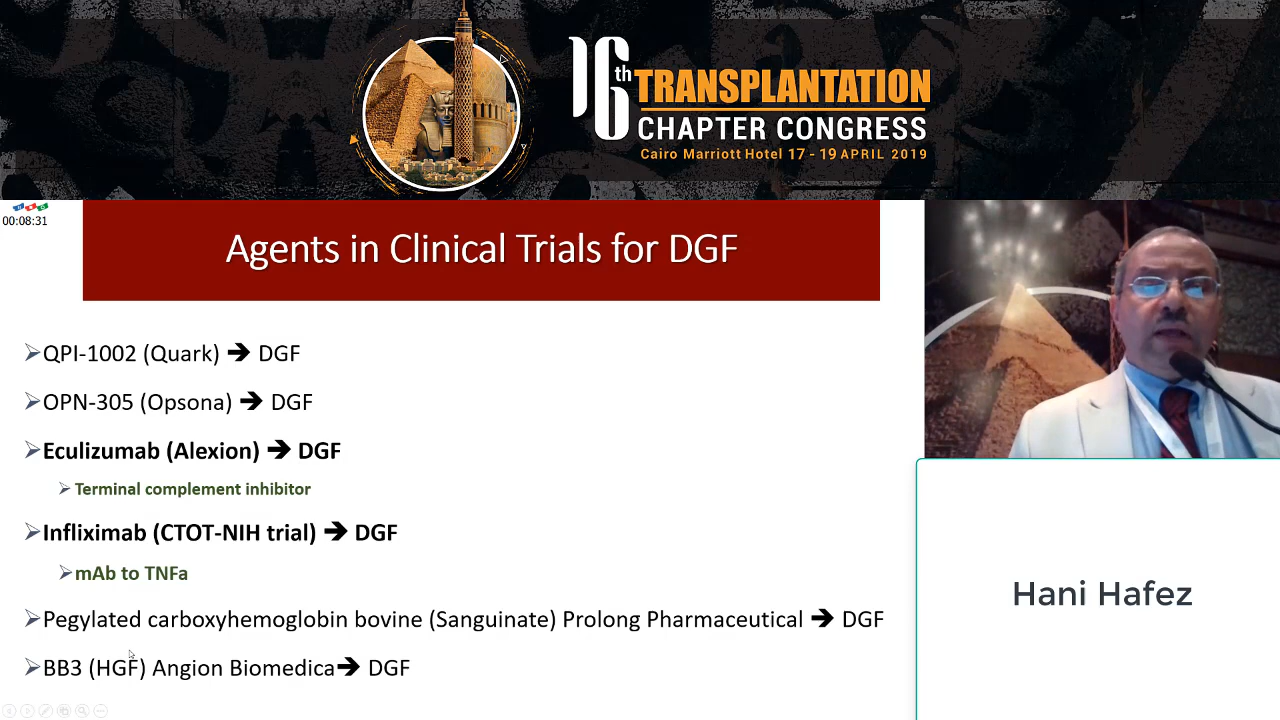 16th TRANSPLANTATION
CHAPTER CONGRESS
Cairo Marriott Hotel 17 - 19 APRIL 2019
00:08:31
Agents in Clinical Trials for DGF
➢QPI-1002 (Quark) ➔ DGF
➢OPN-305 (Opsona) ➔ DGF
➢Eculizumab (Alexion) ➔ DGF
➢Terminal complement inhibitor
➢Infliximab (CTOT-NIH trial) ➔ DGF
➢mAb to TNFa
➢Pegylated carboxyhemoglobin bovine (Sanguinate) Prolong Pharmaceutical ➔ DGF
➢BB3 (HGF) Angion Biomedica➔ DGF
Hani Hafez